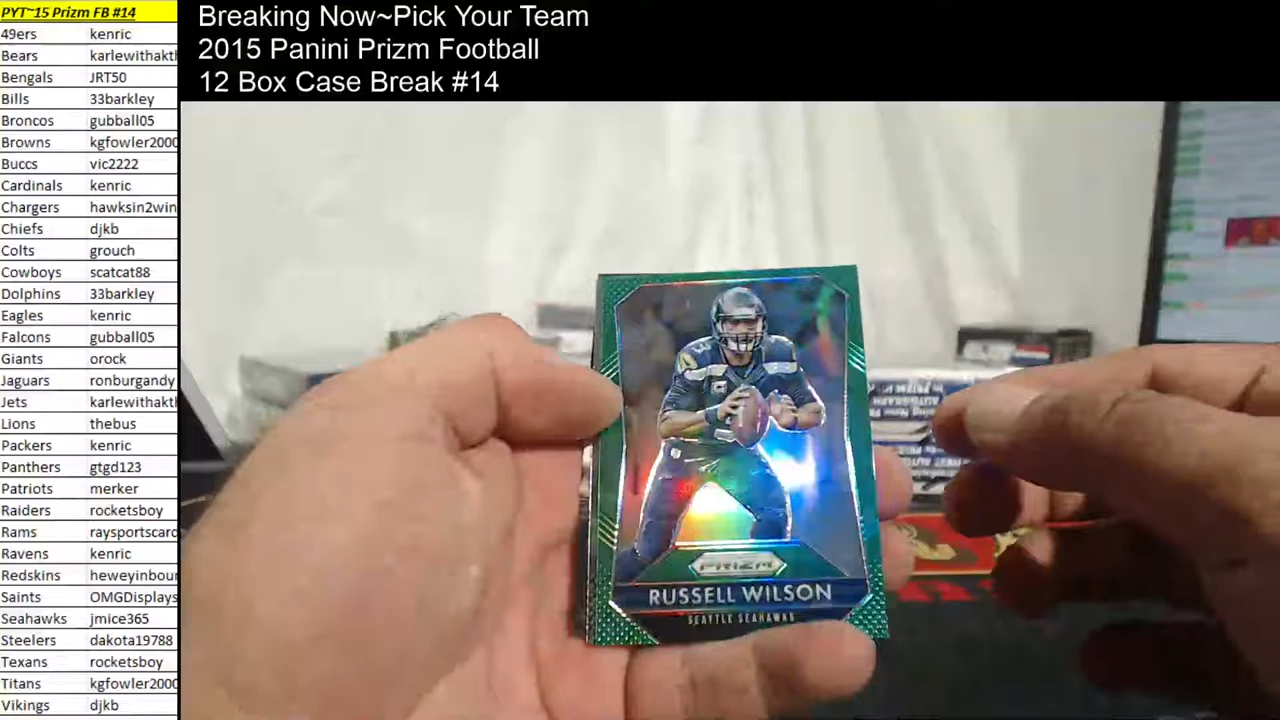 PYT~15 Prizm FB #14
49ers kenric
Bears karlewithakth
Bengals JRT50
Bills 33barkley
Broncos gubball05
Browns kgfowler2000
Buccs vic2222
Cardinals kenric
Chargers hawksin2win
Chiefs djkb
Colts grouch
Cowboys scatcat88
Dolphins 33barkley
Eagles kenric
Falcons gubball05
Giants orock
Jaguars ronburgandy
Jets karlewithakth
Lions thebus
Packers kenric
Panthers gtgd123
Patriots merker
Raiders rocketsboy
Rams raysportscard
Ravens kenric
Redskins heweyinbour
Saints OMGDisplays
Seahawks jmice365
Steelers dakota19788
Texans rocketsboy
Titans kgfowler2000
Vikings djkb
Breaking Now~Pick Your Team
2015 Panini Prizm Football
12 Box Case Break #14
PRIZM
RUSSELL WILSON
SEATTLE SEAHAWKS